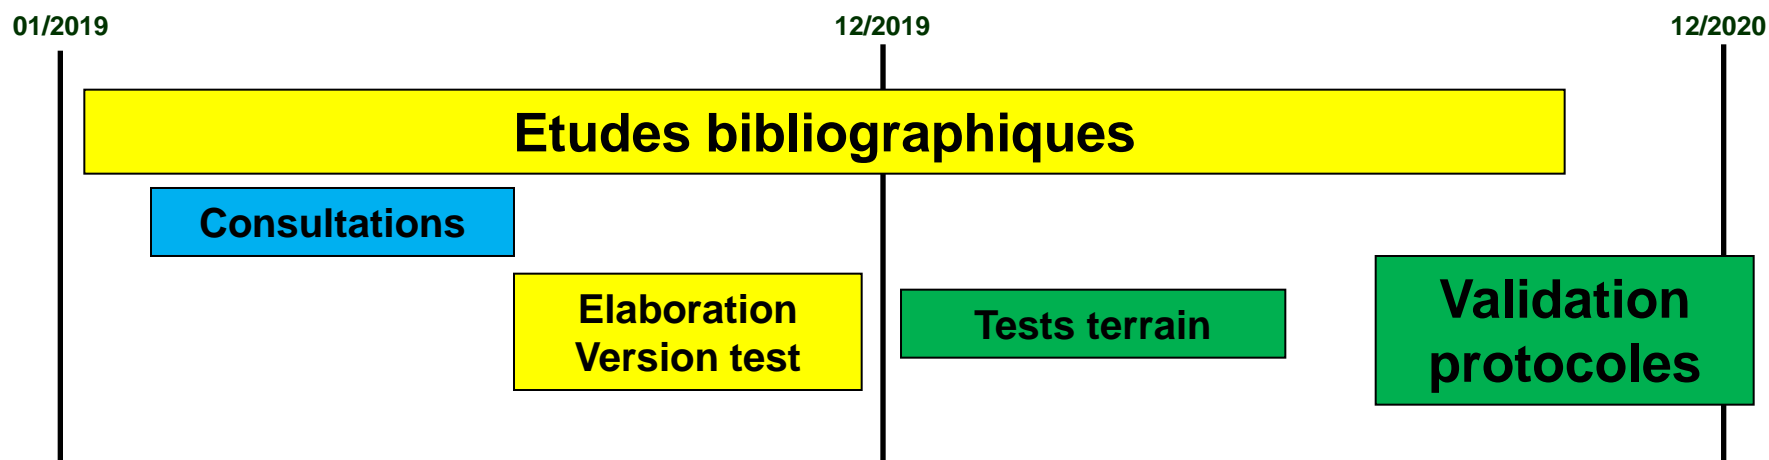 01/2019
12/2019
12/2020
Etudes bibliographiques
Consultations
Elaboration
Version test
Tests terrain
Validation
protocoles